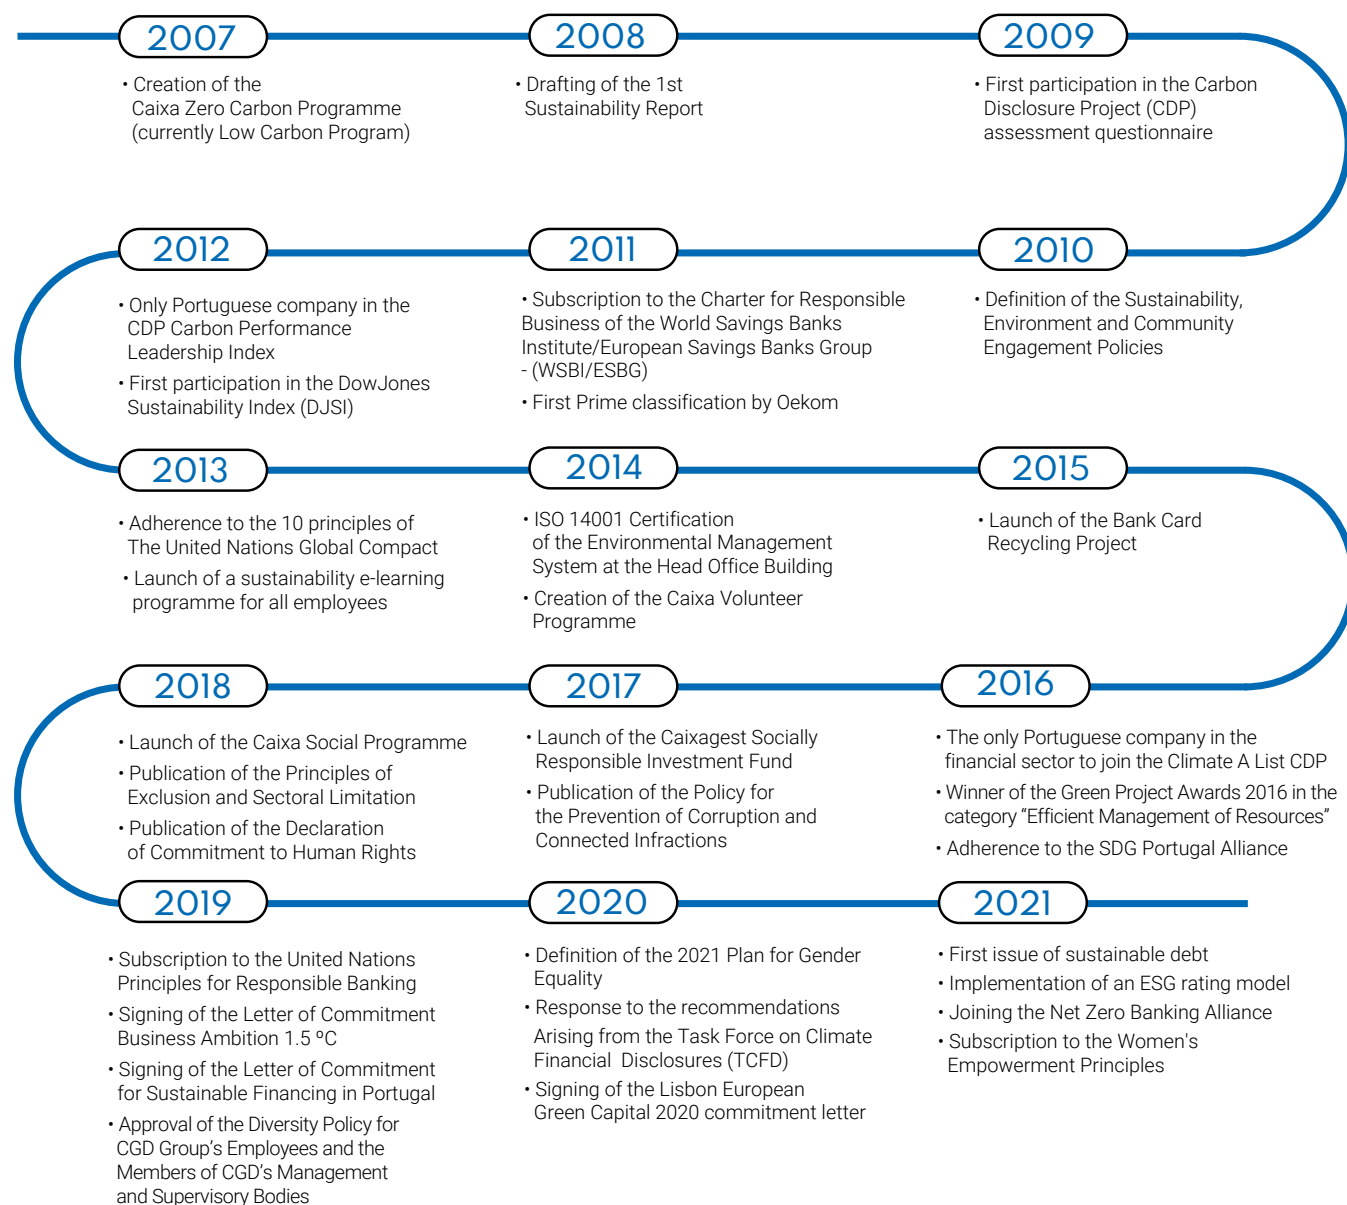 2007
• Creation of the
Caixa Zero Carbon Programme
(currently Low Carbon Program)
2008
• Drafting of the 1st
Sustainability Report
2009
• First participation in the Carbon
Disclosure Project (CDP)
assessment questionnaire
2010
• Definition of the Sustainability,
Environment and Community
Engagement Policies
2011
• Subscription to the Charter for Responsible
Business of the World Savings Banks
Institute/European Savings Banks Group
- (WSBI/ESBG)
• First Prime classification by Oekom
2012
• Only Portuguese company in the
CDP Carbon Performance
Leadership Index
• First participation in the DowJones
Sustainability Index (DJSI)
2013
• Adherence to the 10 principles of
The United Nations Global Compact
• Launch of a sustainability e-learning
programme for all employees
2014
• ISO 14001 Certification
of the Environmental Management
System at the Head Office Building
• Creation of the Caixa Volunteer
Programme
2015
• Launch of the Bank Card
Recycling Project
2016
• The only Portuguese company in the
financial sector to join the Climate A List CDP
• Winner of the Green Project Awards 2016 in the
category “Efficient Management of Resources”
• Adherence to the SDG Portugal Alliance
2017
• Launch of the Caixagest Socially
Responsible Investment Fund
• Publication of the Policy for
the Prevention of Corruption and
Connected Infractions
2018
• Launch of the Caixa Social Programme
• Publication of the Principles of
Exclusion and Sectoral Limitation
• Publication of the Declaration
of Commitment to Human Rights
2019
• Subscription to the United Nations
Principles for Responsible Banking
• Signing of the Letter of Commitment
Business Ambition 1.5 ºC
• Signing of the Letter of Commitment
for Sustainable Financing in Portugal
• Approval of the Diversity Policy for
CGD Group’s Employees and the
Members of CGD’s Management
and Supervisory Bodies
2020
• Definition of the 2021 Plan for Gender
Equality
• Response to the recommendations
Arising from the Task Force on Climate
Financial Disclosures (TCFD)
• Signing of the Lisbon European
Green Capital 2020 commitment letter
2021
• First issue of sustainable debt
• Implementation of an ESG rating model
• Joining the Net Zero Banking Alliance
• Subscription to the Women's
Empowerment Principles